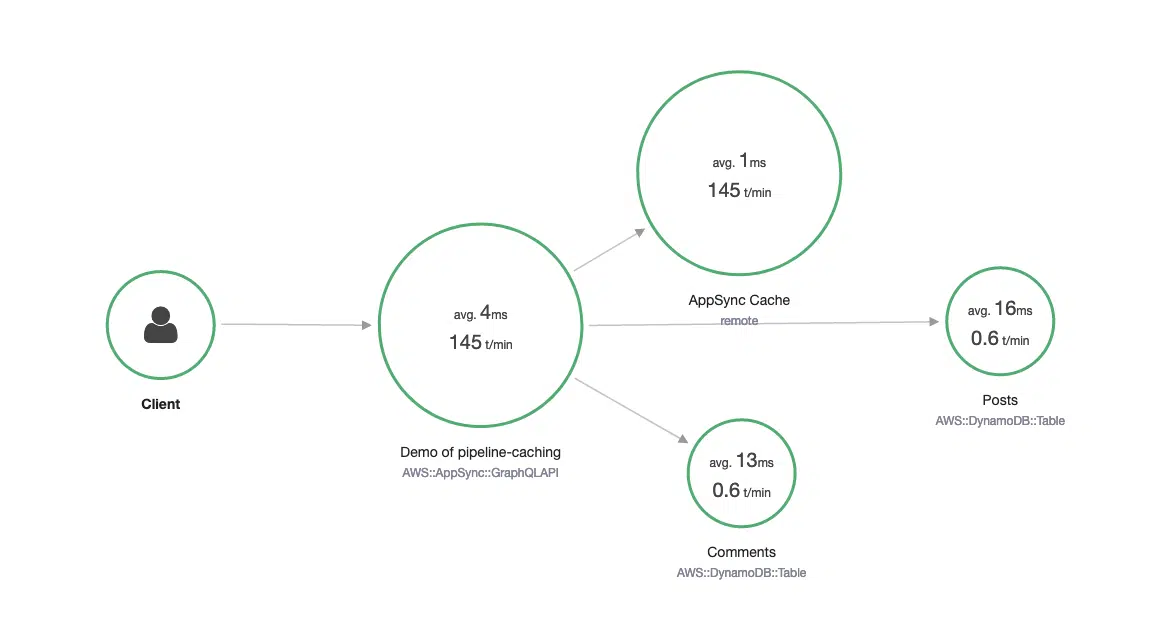 Client
avg. 4ms
145 t/min
Demo of pipeline-caching
AWS::AppSync::GraphQLAPI
avg. 1ms
145 t/min
AppSync Cache
remote
avg. 13ms
0.6 t/min
Comments
AWS::DynamoDB::Table
avg. 16ms
0.6 t/min
Posts
AWS::DynamoDB::Table